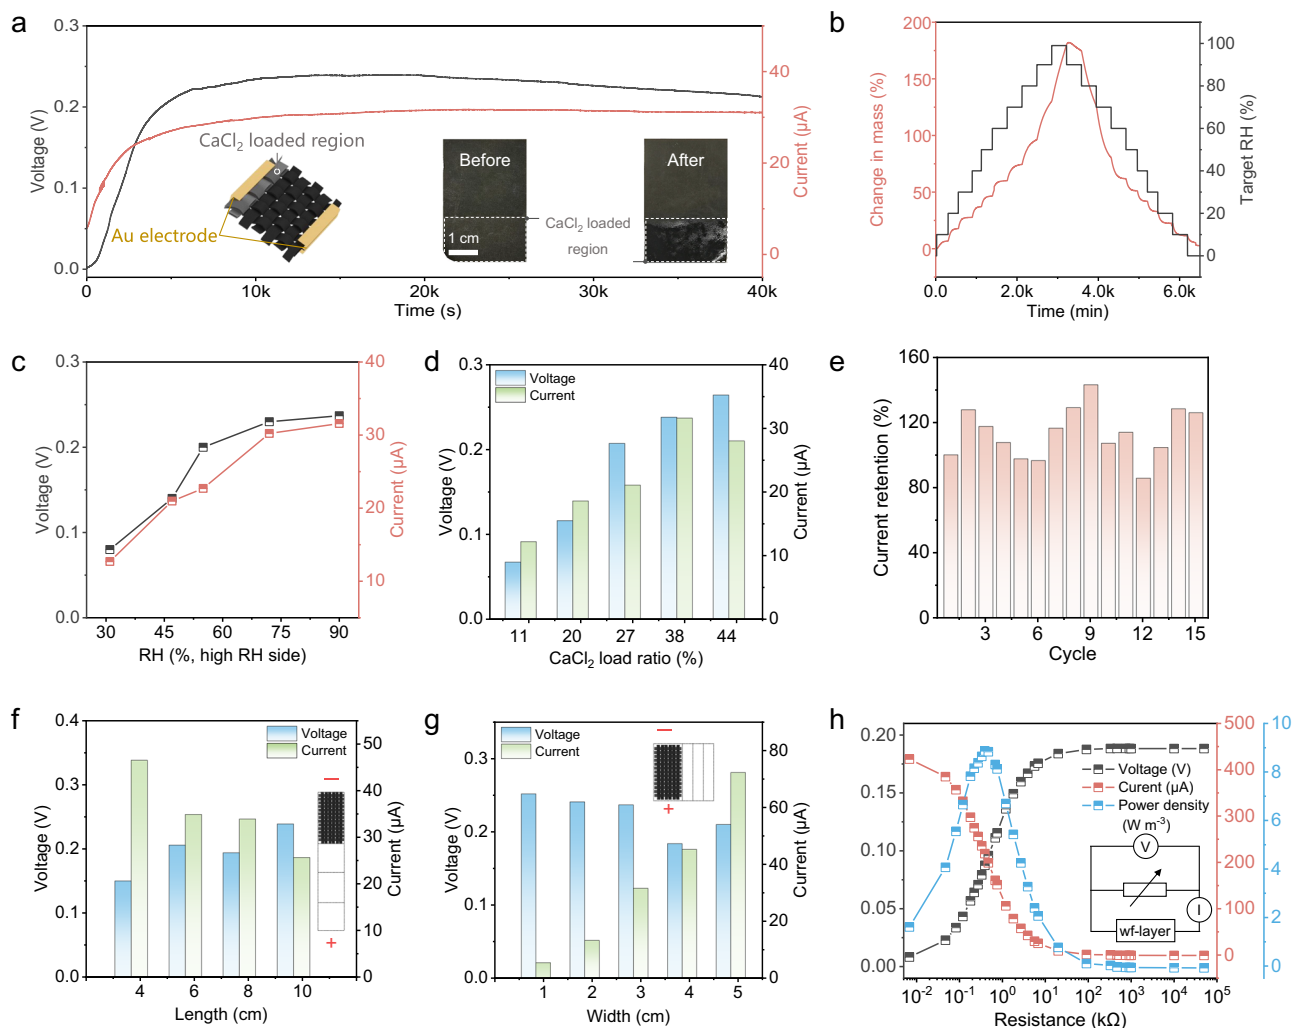 a
0.3
0.2
0.1
0.0
Voltage (V)
40
20
0
Current (µA)
0
10k
20k
30k
40k
Time (s)
CaCl₂ loaded region
Au electrode
Before
After
1 cm
CaCl₂ loaded
region
b
200
150
100
50
0
Change in mass (%)
100
80
60
40
20
0
Target RH (%)
0.0
2.0k
4.0k
6.0k
Time (min)
c
0.3
0.2
0.1
0.0
Voltage (V)
40
30
20
10
Current (µA)
30
45
60
75
90
RH (%, high RH side)
d
Voltage
Current
0.3
0.2
0.1
0.0
Voltage (V)
40
30
20
10
0
Current (µA)
11
20
27
38
44
CaCl₂ load ratio (%)
e
160
120
80
40
0
Current retention (%)
3
6
9
12
15
Cycle
f
Voltage
Current
0.4
0.3
0.2
0.1
0.0
Voltage (V)
50
40
30
20
10
0
Current (µA)
4
6
8
10
Length (cm)
g
Voltage
Current
0.3
0.2
0.1
0.0
Voltage (V)
80
60
40
20
0
Current (µA)
1
2
3
4
5
Width (cm)
h
0.20
0.15
0.10
0.05
0.00
Voltage (V)
Curent (µA)
Power density
(W m⁻³)
V
I
wf-layer
500
400
300
200
100
0
10
8
6
4
2
0
10⁻²
10⁻¹
10⁰
10¹
10²
10³
10⁴
10⁵
Resistance (kΩ)